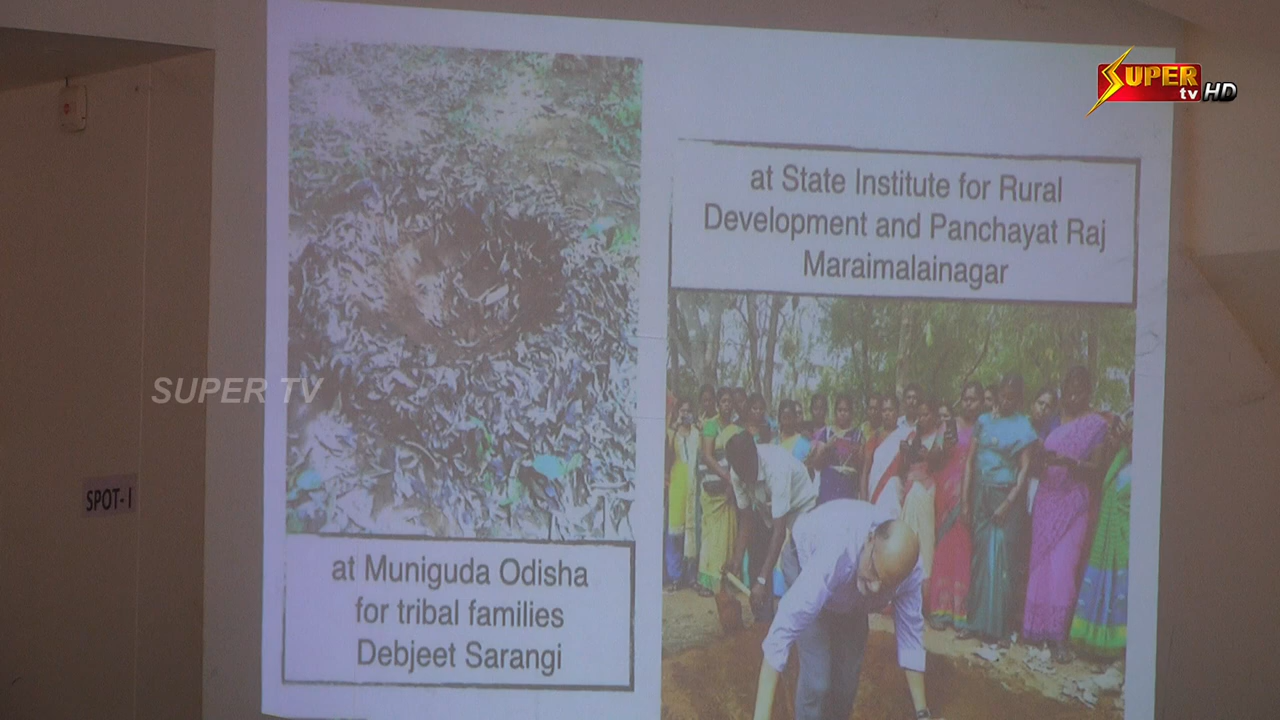 SUPER
tv HD
at State Institute for Rural
Development and Panchayat Raj
Maraimalainagar
SUPER TV
SPOT-I
at Muniguda Odisha
for tribal families
Debjeet Sarangi